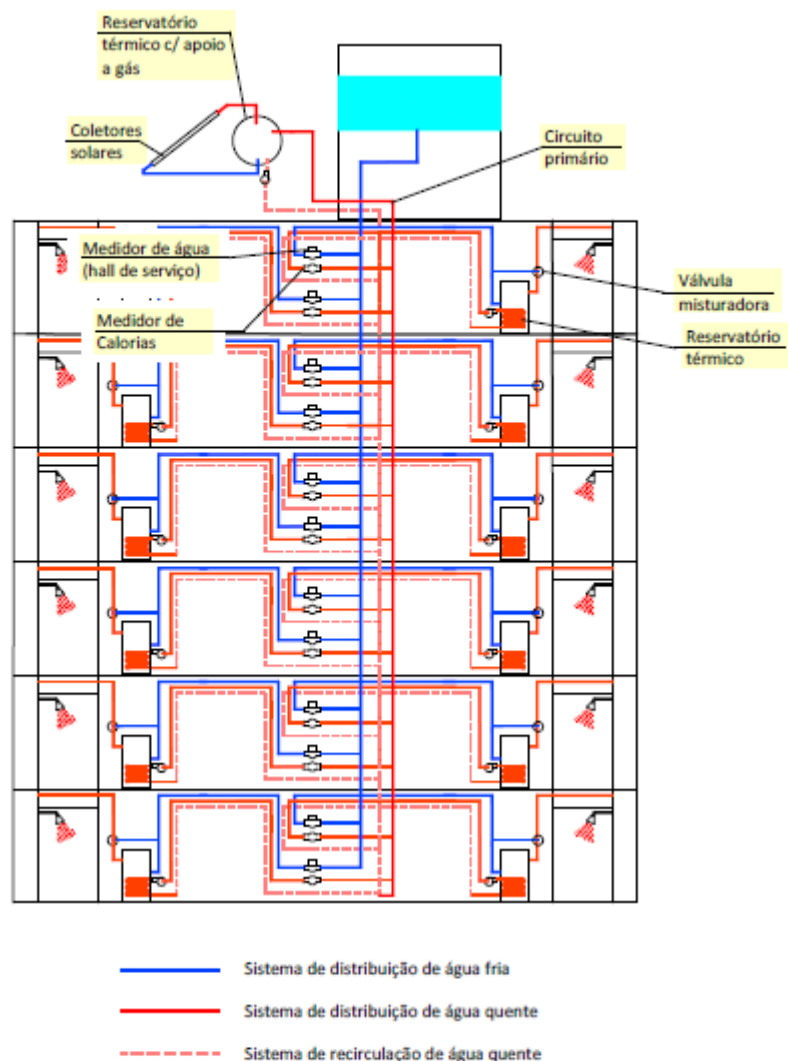 Reservatório
térmico c/ apoio
a gás
Coletores
solares
Circuito
primário
Medidor de água
(hall de serviço)
Válvula
misturadora
Medidor de
Calorias
Reservatório
térmico
Sistema de distribuição de água fria
Sistema de distribuição de água quente
Sistema de recirculação de água quente